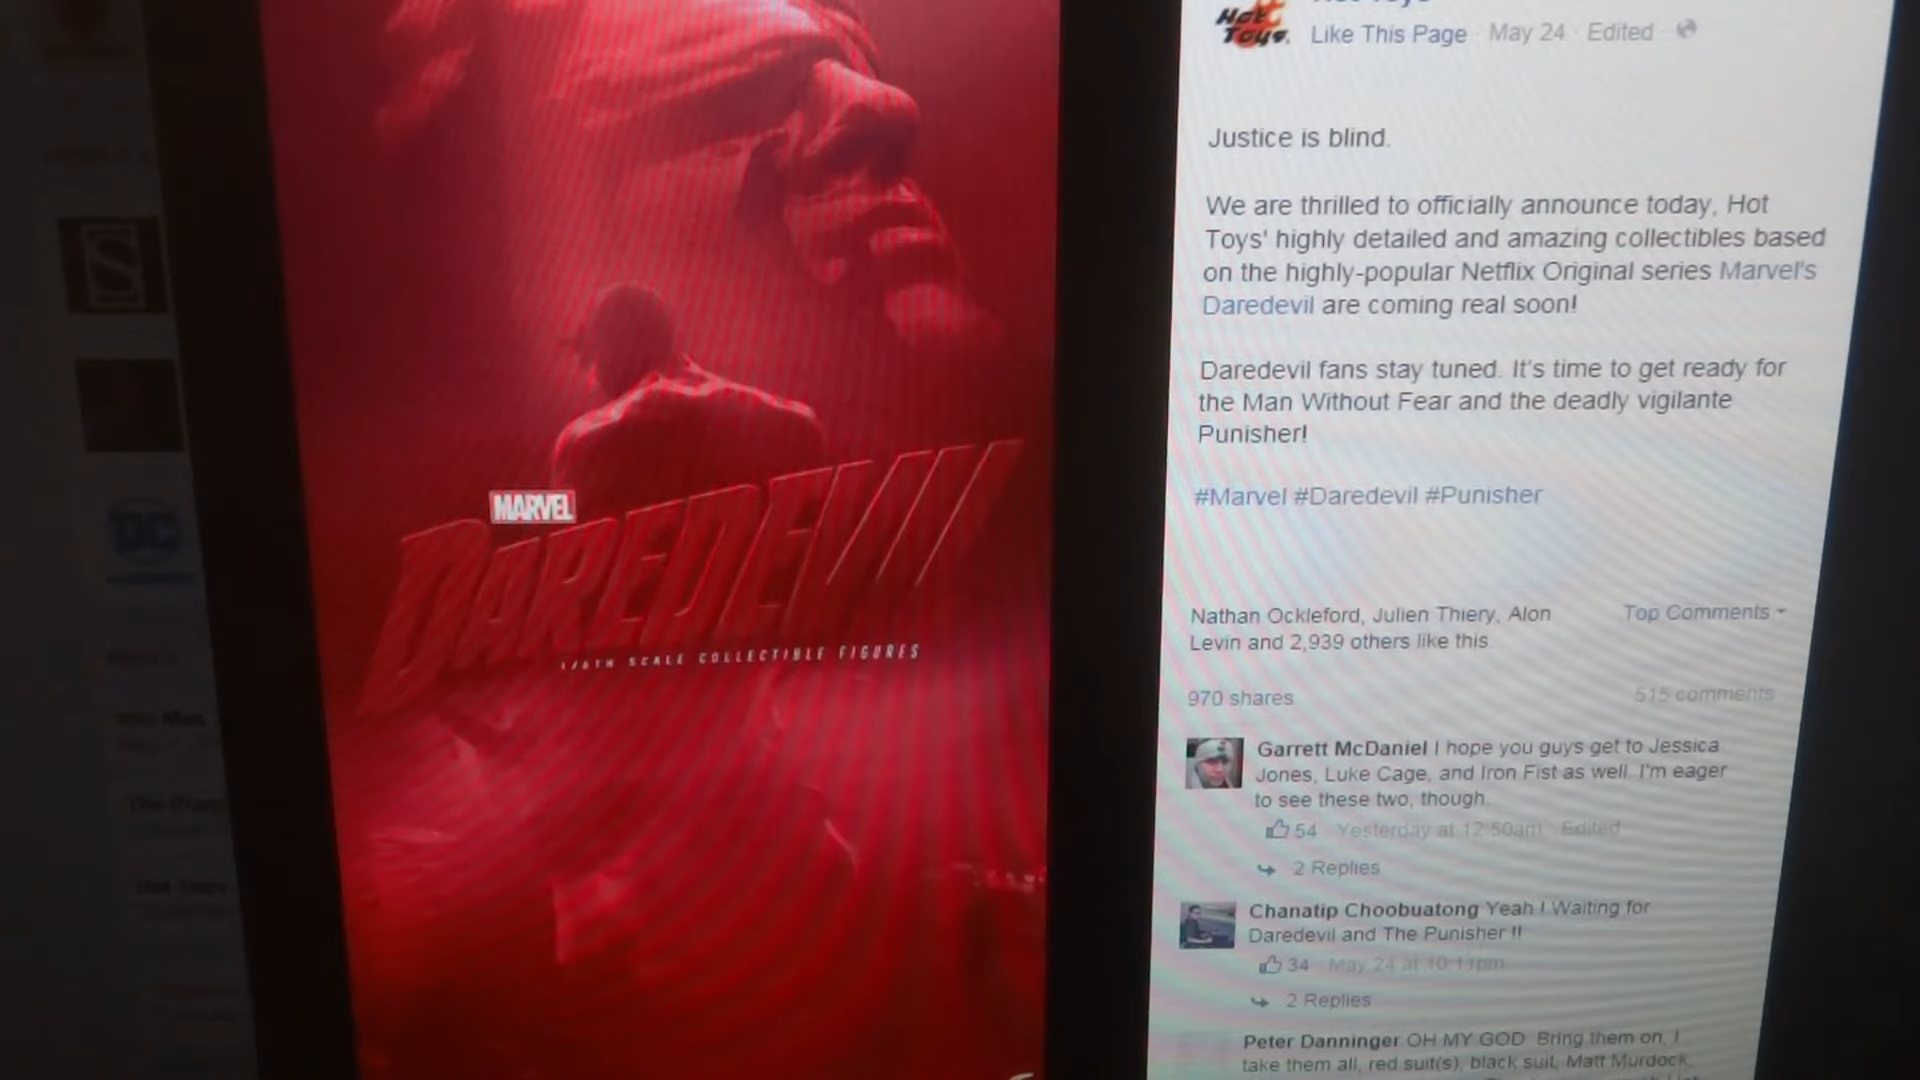 Hot
Toys
Like This Page · May 24 · Edited
Justice is blind.
We are thrilled to officially announce today, Hot
Toys' highly detailed and amazing collectibles based
on the highly-popular Netflix Original series Marvel's
Daredevil are coming real soon!
Daredevil fans stay tuned. It's time to get ready for
the Man Without Fear and the deadly vigilante
Punisher!
#Marvel #Daredevil #Punisher
Nathan Ockleford, Julien Thiery, Alon
Levin and 2,939 others like this
Top Comments
970 shares
515 comments
Garrett McDaniel I hope you guys get to Jessica
Jones, Luke Cage, and Iron Fist as well. I'm eager
to see these two, though.
54 · Yesterday at 12:50am · Edited
2 Replies
Chanatip Choobuatong Yeah ! Waiting for
Daredevil and The Punisher !!
34 · May 24 at 10:11pm
2 Replies
Peter Danninger OH MY GOD Bring them on, I
take them all, red suit(s), black suit, Matt Murdock,
MARVEL
DAREDEVIL
1/6TH SCALE COLLECTIBLE FIGURES
DC